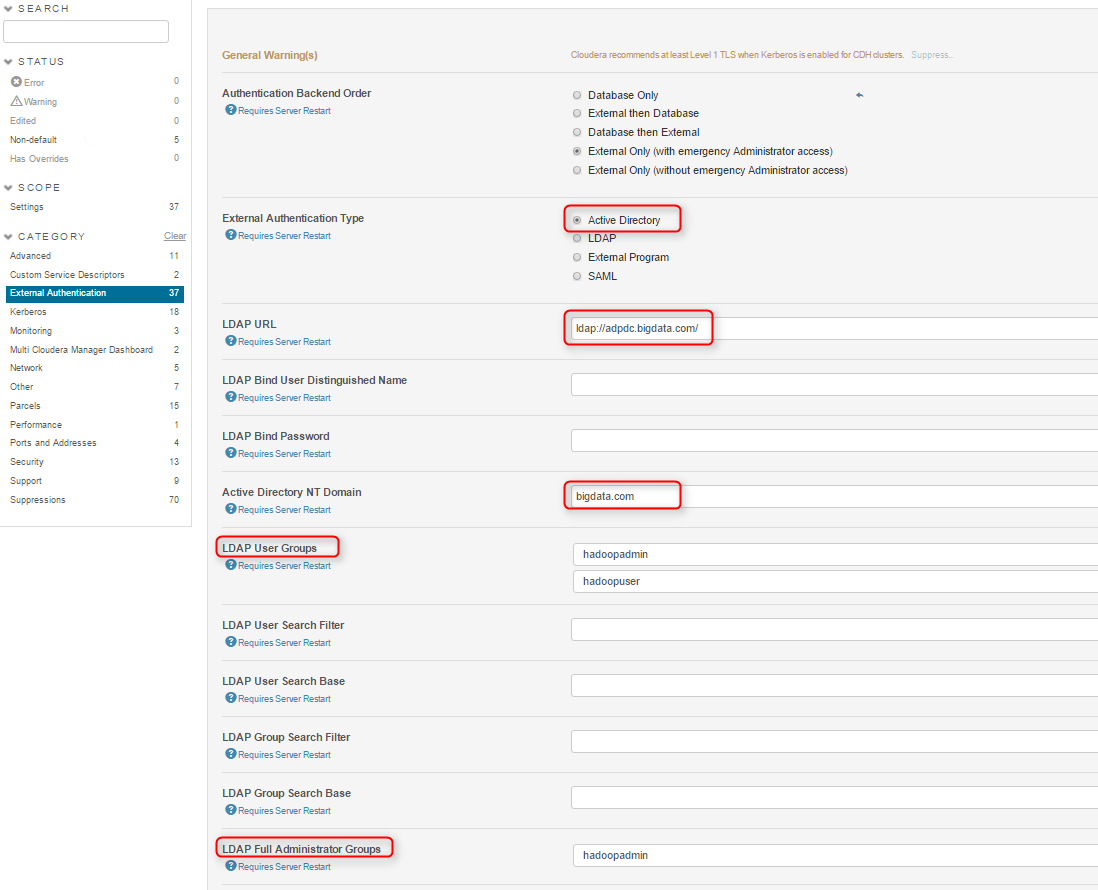 SEARCH
STATUS
Error 0
Warning 0
Edited 0
Non-default 5
Has Overrides 0
SCOPE
Settings 37
CATEGORY Clear
Advanced 11
Custom Service Descriptors 2
External Authentication 37
Kerberos 18
Monitoring 3
Multi Cloudera Manager Dashboard 2
Network 5
Other 7
Parcels 15
Performance 1
Ports and Addresses 4
Security 13
Support 9
Suppressions 70
General Warning(s) Cloudera recommends at least Level 1 TLS when Kerberos is enabled for CDH clusters. Suppress...
Authentication Backend Order
Requires Server Restart
Database Only
External then Database
Database then External
External Only (with emergency Administrator access)
External Only (without emergency Administrator access)
External Authentication Type
Requires Server Restart
Active Directory
LDAP
External Program
SAML
LDAP URL
Requires Server Restart
ldap://adpdc.bigdata.com/
LDAP Bind User Distinguished Name
Requires Server Restart
LDAP Bind Password
Requires Server Restart
Active Directory NT Domain
Requires Server Restart
bigdata.com
LDAP User Groups
Requires Server Restart
hadoopadmin
hadoopuser
LDAP User Search Filter
Requires Server Restart
LDAP User Search Base
Requires Server Restart
LDAP Group Search Filter
Requires Server Restart
LDAP Group Search Base
Requires Server Restart
LDAP Full Administrator Groups
Requires Server Restart
hadoopadmin